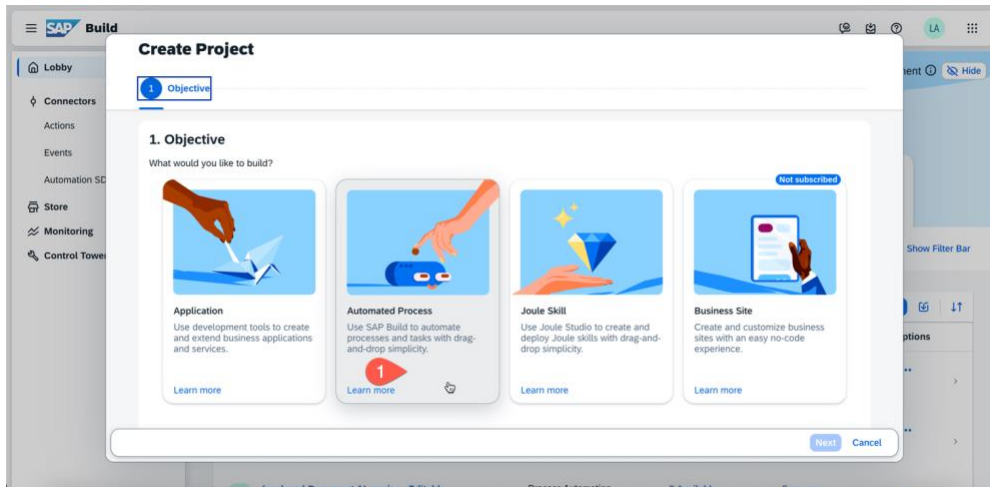 SAP Build
LA
Create Project
Lobby
ment
Hide
1 Objective
Connectors
Actions
Events
Automation SD
Store
Monitoring
Control Tower
1. Objective
What would you like to build?
Not subscribed
Show Filter Bar
ptions
Application
Use development tools to create
and extend business applications
and services.
Learn more
Automated Process
Use SAP Build to automate
processes and tasks with drag-
and-drop simplicity.
1
Learn more
Joule Skill
Use Joule Studio to create and
deploy Joule skills with drag-and-
drop simplicity.
Learn more
Business Site
Create and customize business
sites with an easy no-code
experience.
Learn more
Next
Cancel